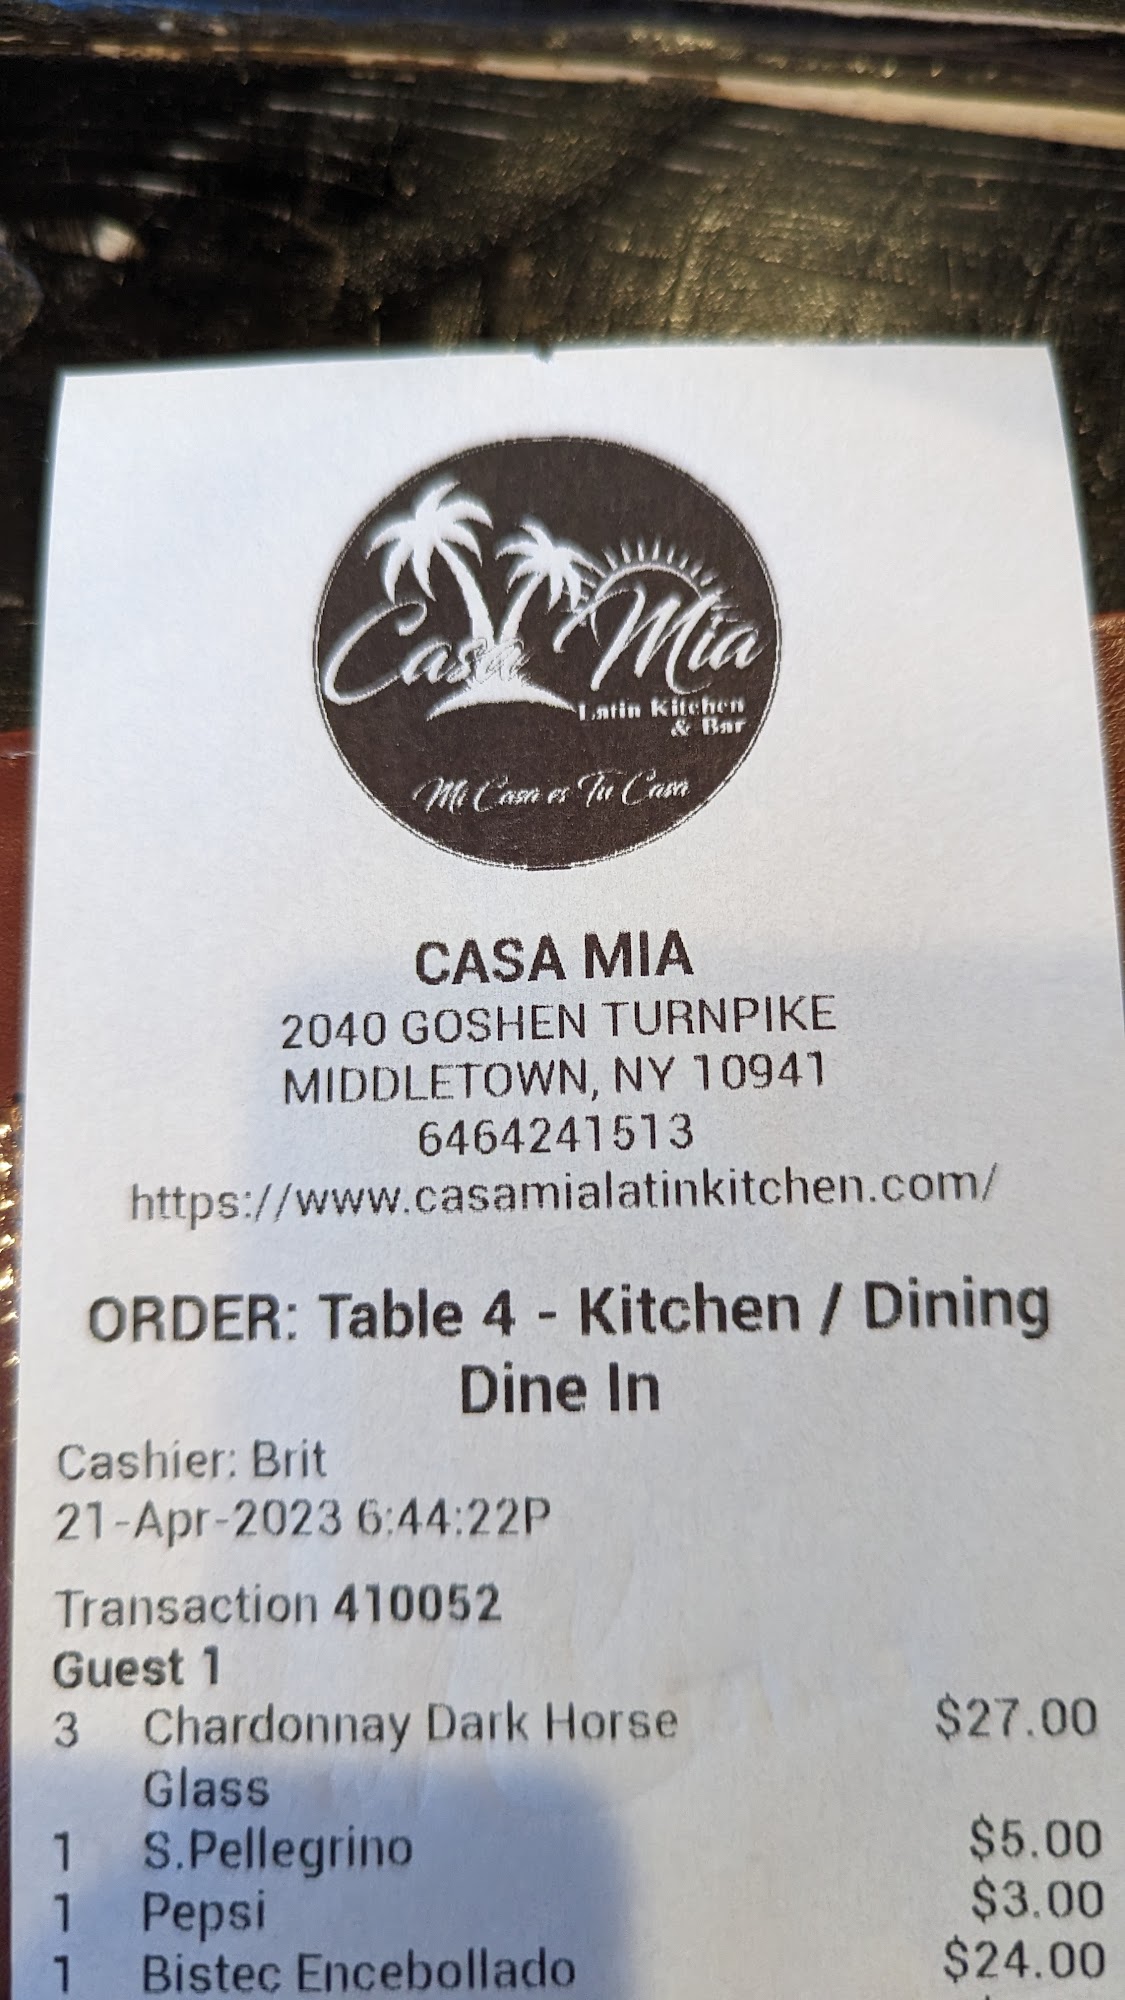 Casa Mia
Latin Kitchen
& Bar
Mi Casa es Tu Casa
CASA MIA
2040 GOSHEN TURNPIKE
MIDDLETOWN, NY 10941
6464241513
https://www.casamialatinkitchen.com/
ORDER: Table 4 - Kitchen / Dining
Dine In
Cashier: Brit
21-Apr-2023 6:44:22P
Transaction 410052
Guest 1
3 Chardonnay Dark Horse $27.00
Glass
1 S.Pellegrino $5.00
1 Pepsi $3.00
1 Bistec Encebollado $24.00